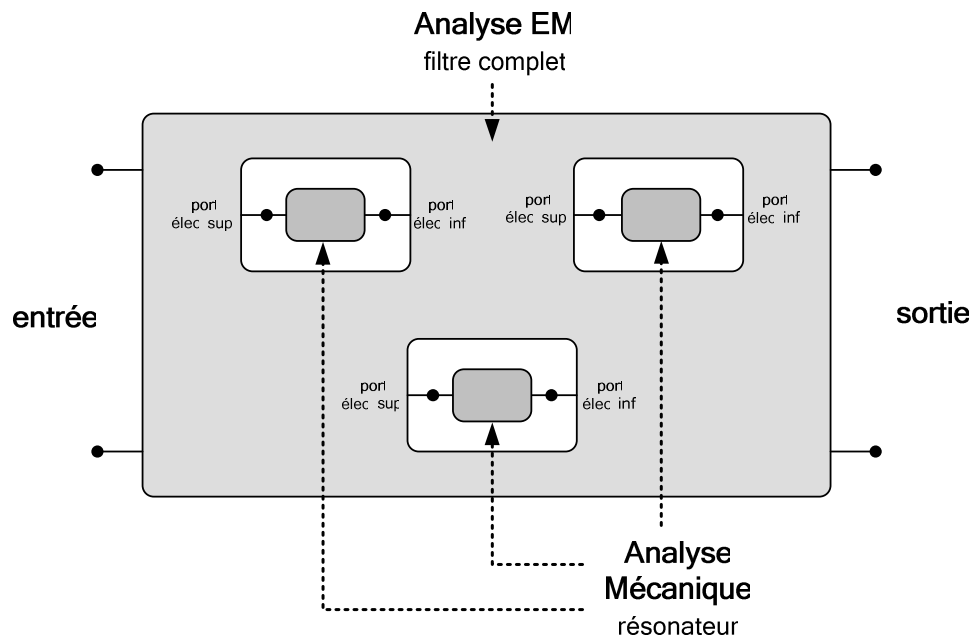 Analyse EM
filtre complet
port
élec sup
port
élec inf
port
élec sup
port
élec inf
entrée
sortie
port
élec sup
port
élec inf
Analyse
Mécanique
résonateur